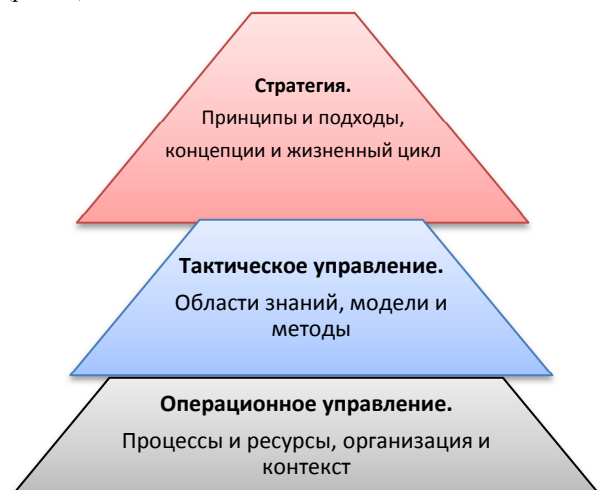 Стратегия.
Принципы и подходы,
концепции и жизненный цикл
Тактическое управление.
Области знаний, модели и
методы
Операционное управление.
Процессы и ресурсы, организация и
контекст